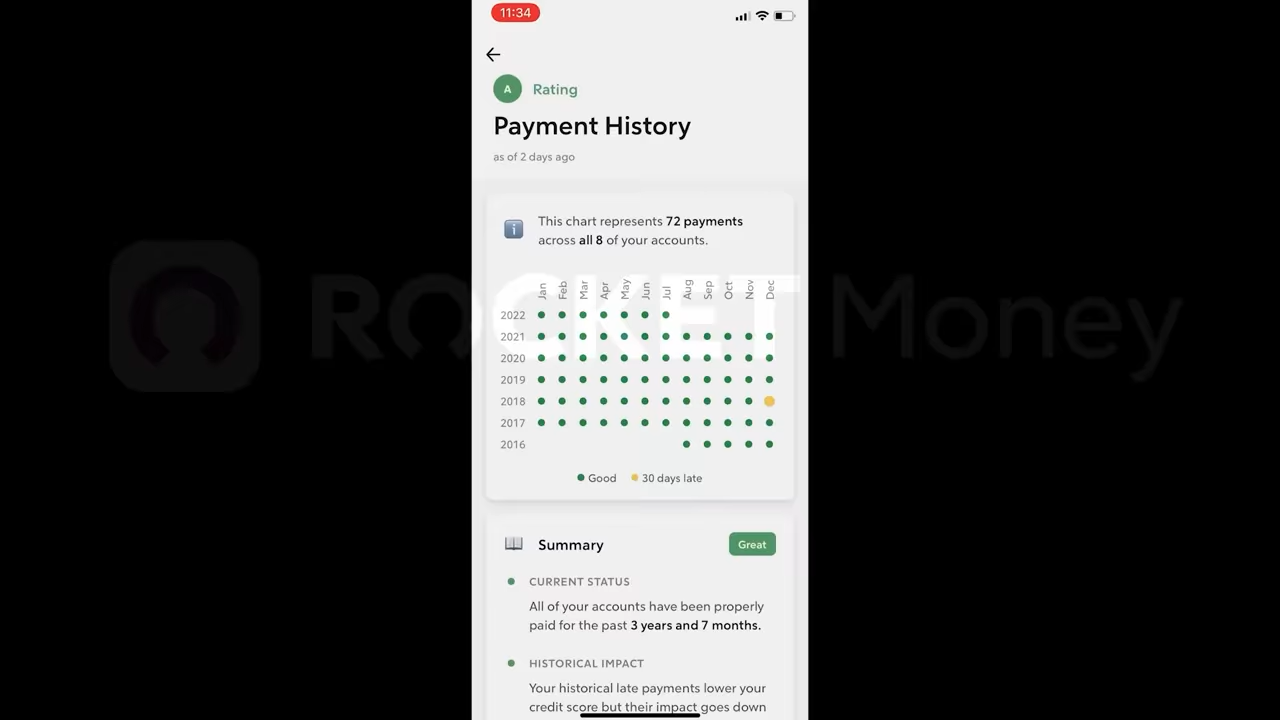 11:34
A Rating
Payment History
as of 2 days ago
This chart represents 72 payments
across all 8 of your accounts.
Jan Feb Mar Apr May Jun Jul Aug Sep Oct Nov Dec
2022
2021
2020
2019
2018
2017
2016
Good 30 days late
ROCKET Money
Summary Great
CURRENT STATUS
All of your accounts have been properly
paid for the past 3 years and 7 months.
HISTORICAL IMPACT
Your historical late payments lower your
credit score but their impact goes down